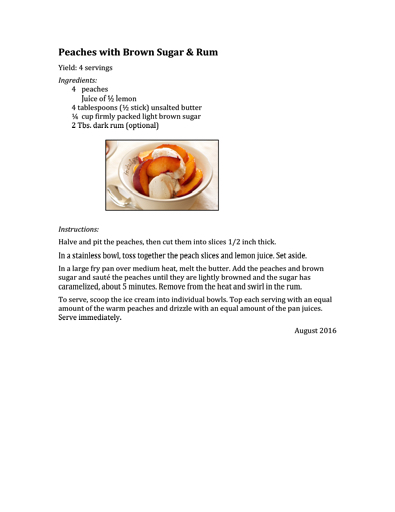 Peaches with Brown Sugar & Rum
Yield: 4 servings
Ingredients:
4 peaches
Juice of ½ lemon
4 tablespoons (½ stick) unsalted butter
¼ cup firmly packed light brown sugar
2 Tbs. dark rum (optional)
Instructions:
Halve and pit the peaches, then cut them into slices 1/2 inch thick.
In a stainless bowl, toss together the peach slices and lemon juice. Set aside.
In a large fry pan over medium heat, melt the butter. Add the peaches and brown
sugar and sauté the peaches until they are lightly browned and the sugar has
caramelized, about 5 minutes. Remove from the heat and swirl in the rum.
To serve, scoop the ice cream into individual bowls. Top each serving with an equal
amount of the warm peaches and drizzle with an equal amount of the pan juices.
Serve immediately.
August 2016